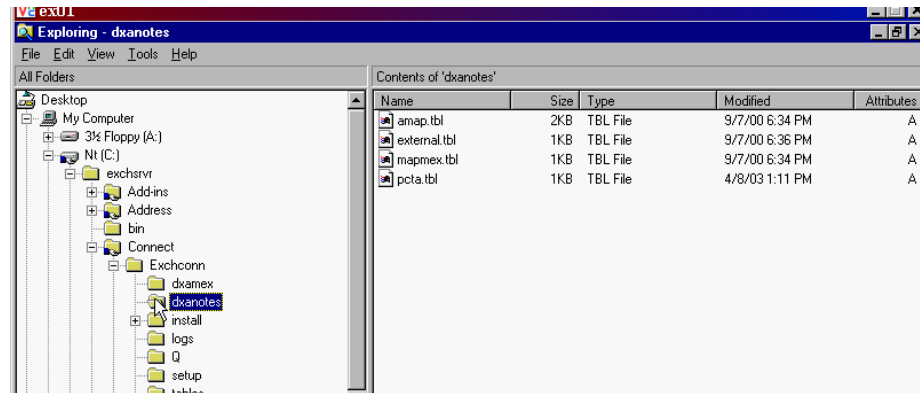 ex01
Exploring - dxanotes
File Edit View Tools Help
All Folders
Contents of 'dxanotes'
Desktop
My Computer
3½ Floppy (A:)
Nt (C:)
exchsrvr
Add-ins
Address
bin
Connect
Exchconn
dxamex
dxanotes
install
logs
Q
setup
tables
Name Size Type Modified Attributes
amap.tbl 2KB TBL File 9/7/00 6:34 PM A
external.tbl 1KB TBL File 9/7/00 6:36 PM A
mapmex.tbl 1KB TBL File 9/7/00 6:34 PM A
pcta.tbl 1KB TBL File 4/8/03 1:11 PM A